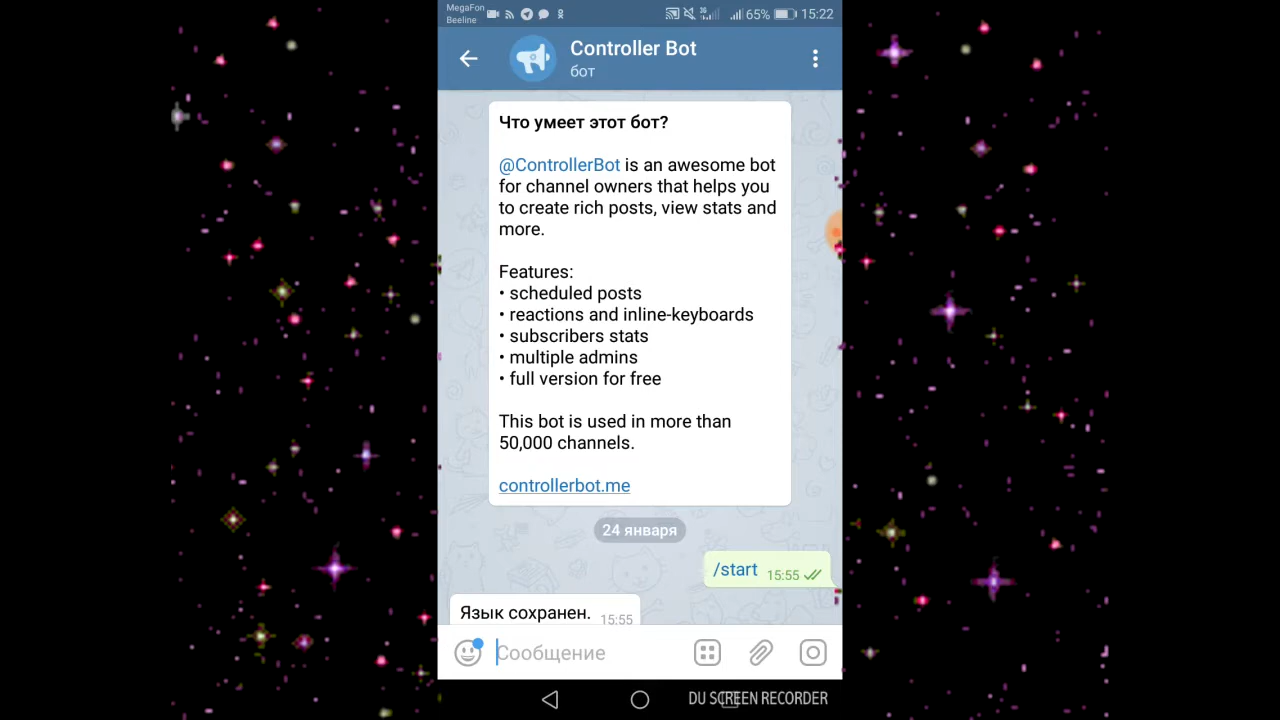 MegaFon
Beeline
3G
65%
15:22
Controller Bot
бот
Что умеет этот бот?
@ControllerBot is an awesome bot
for channel owners that helps you
to create rich posts, view stats and
more.
Features:
• scheduled posts
• reactions and inline-keyboards
• subscribers stats
• multiple admins
• full version for free
This bot is used in more than
50,000 channels.
controllerbot.me
24 января
/start 15:55
Язык сохранен. 15:55
Сообщение
DU SCREEN RECORDER